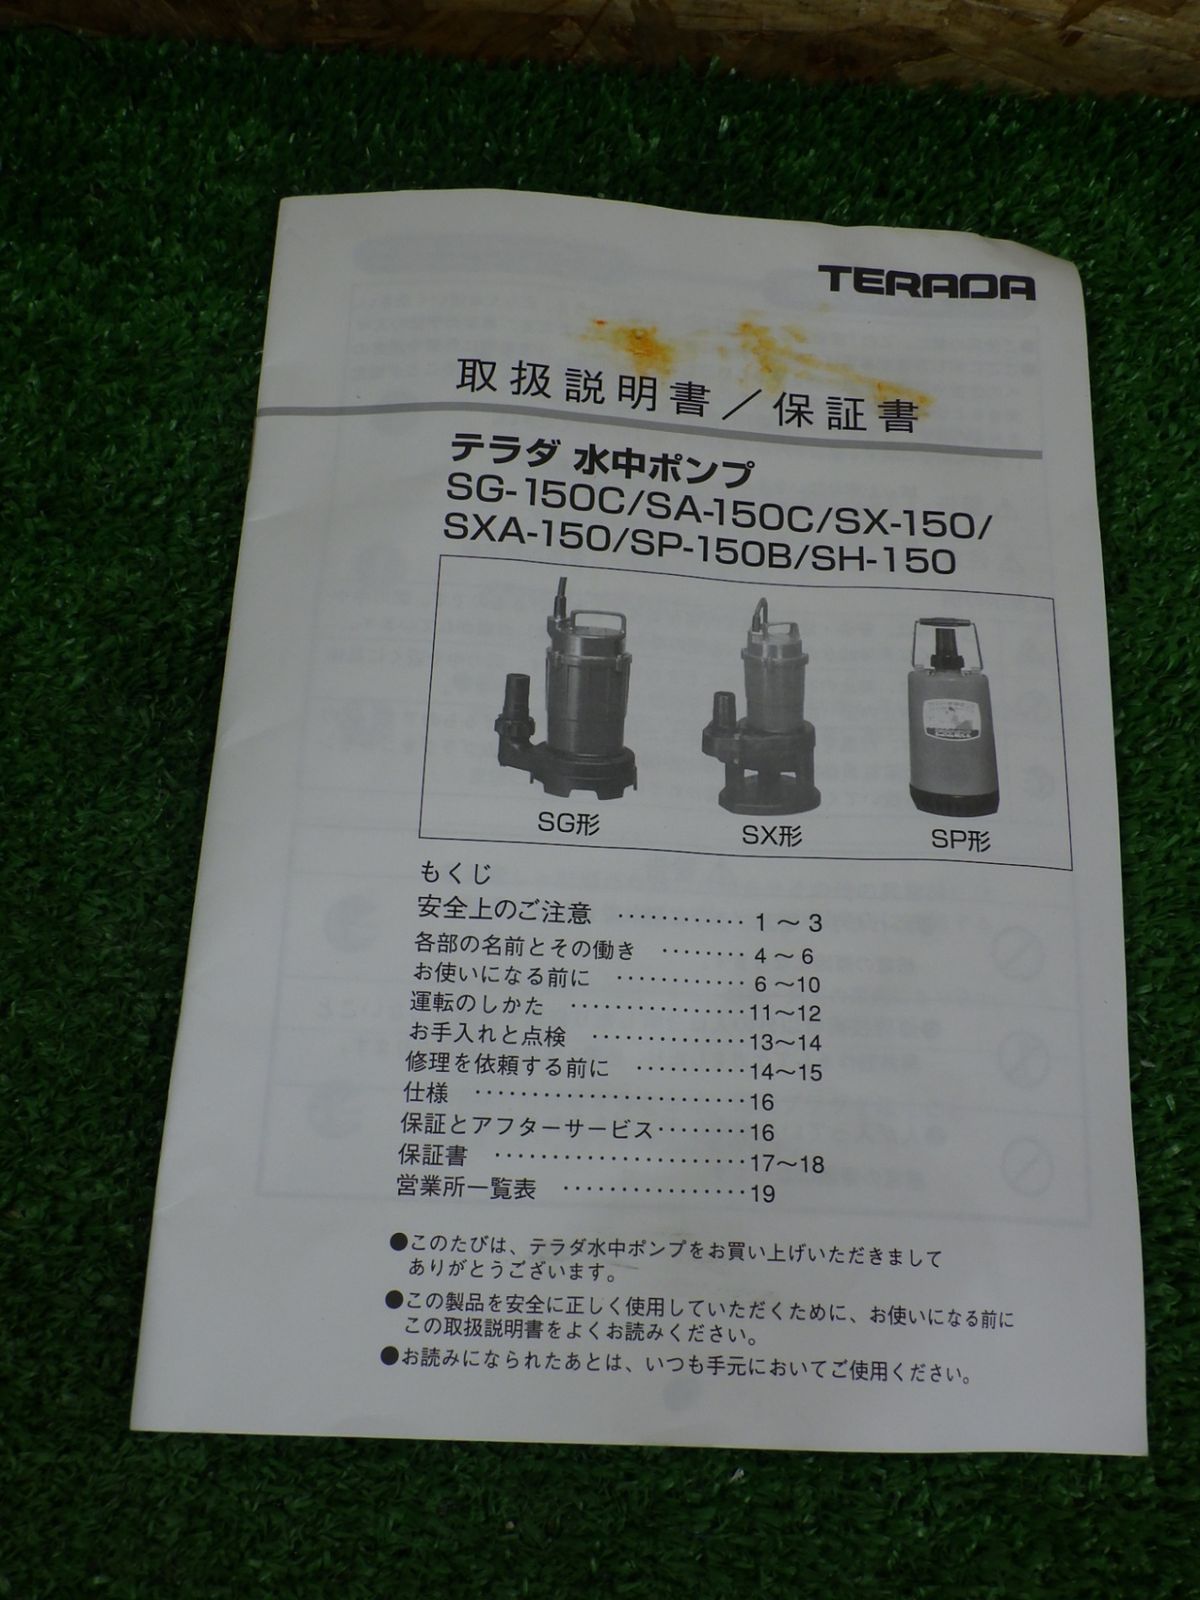 TERADA
取扱説明書／保証書
テラダ 水中ポンプ
SG-150C/SA-150C/SX-150/
SXA-150/SP-150B/SH-150
SG形
SX形
SP形
もくじ
安全上のご注意 ············ 1～3
各部の名前とその働き ········ 4～6
お使いになる前に ············ 6～10
運転のしかた ················ 11～12
お手入れと点検 ·············· 13～14
修理を依頼する前に ·········· 14～15
仕様 ························ 16
保証とアフターサービス ········ 16
保証書 ······················ 17～18
営業所一覧表 ················ 19
●このたびは、テラダ水中ポンプをお買い上げいただきまして
ありがとうございます。
●この製品を安全に正しく使用していただくために、お使いになる前に
この取扱説明書をよくお読みください。
●お読みになられたあとは、いつも手元においてご使用ください。